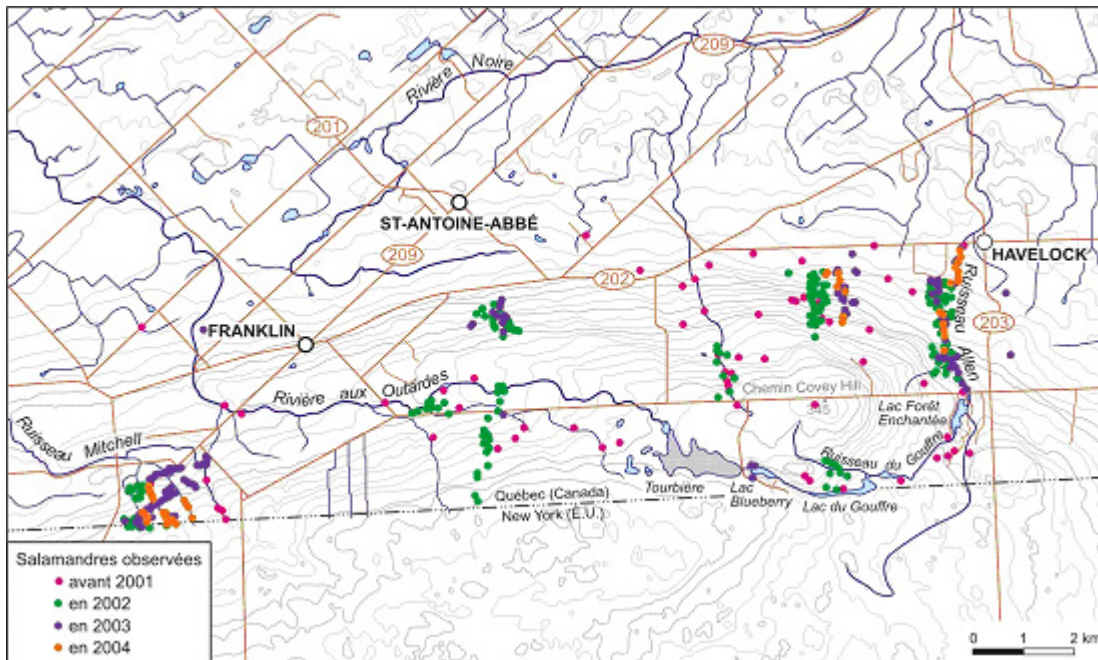 Rivière Noire
209
201
ST-ANTOINE-ABBÉ
209
202
HAVELOCK
Ruisseau Allen
203
FRANKLIN
Rivière aux Outardes
Chemin Covey Hill
345
Lac Forêt
Enchantée
Ruisseau Mitchell
Ruisseau du Gouffre
Tourbière
Lac
Blueberry
Lac du Gouffre
Québec (Canada)
New York (É.U.)
Salamandres observées
avant 2001
en 2002
en 2003
en 2004
0 1 2 km